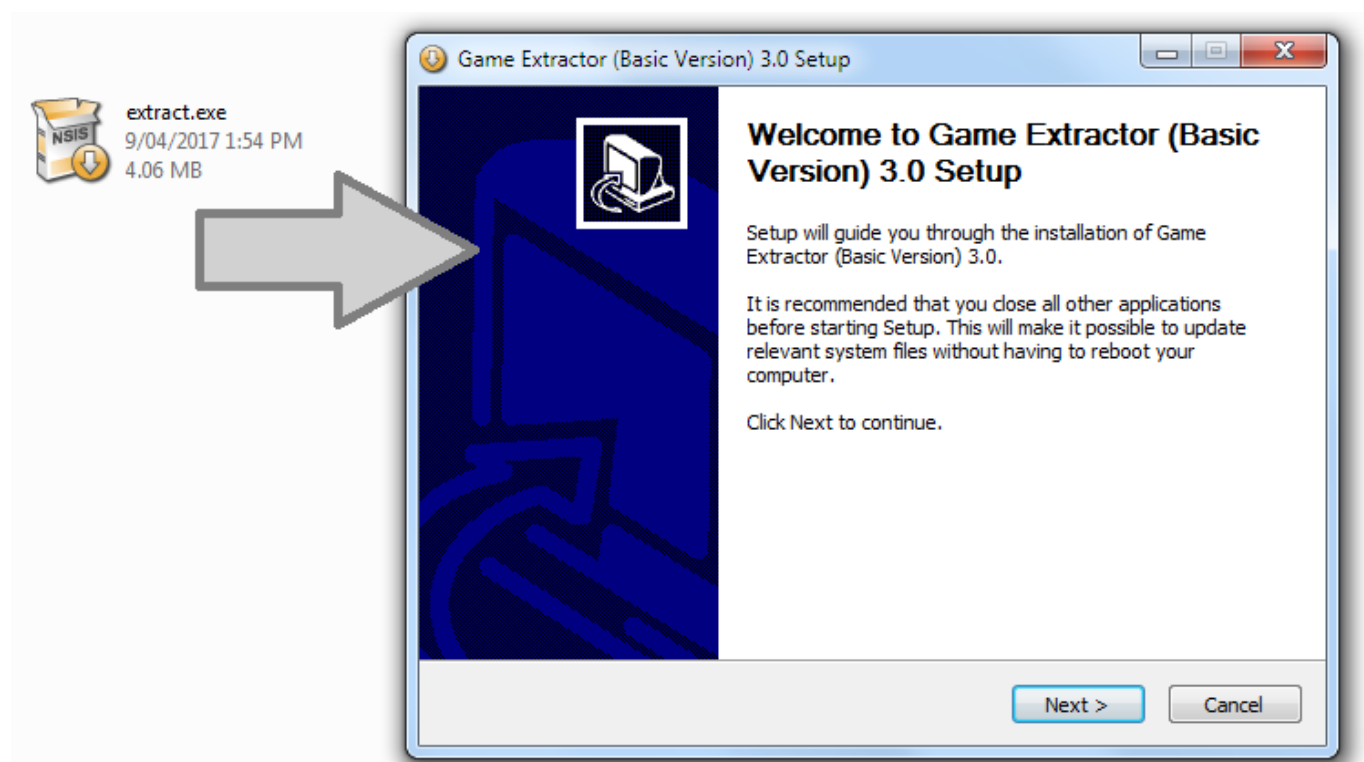 extract.exe
9/04/2017 1:54 PM
4.06 MB
NSIS
Game Extractor (Basic Version) 3.0 Setup
Welcome to Game Extractor (Basic
Version) 3.0 Setup
Setup will guide you through the installation of Game
Extractor (Basic Version) 3.0.
It is recommended that you close all other applications
before starting Setup. This will make it possible to update
relevant system files without having to reboot your
computer.
Click Next to continue.
Next >
Cancel